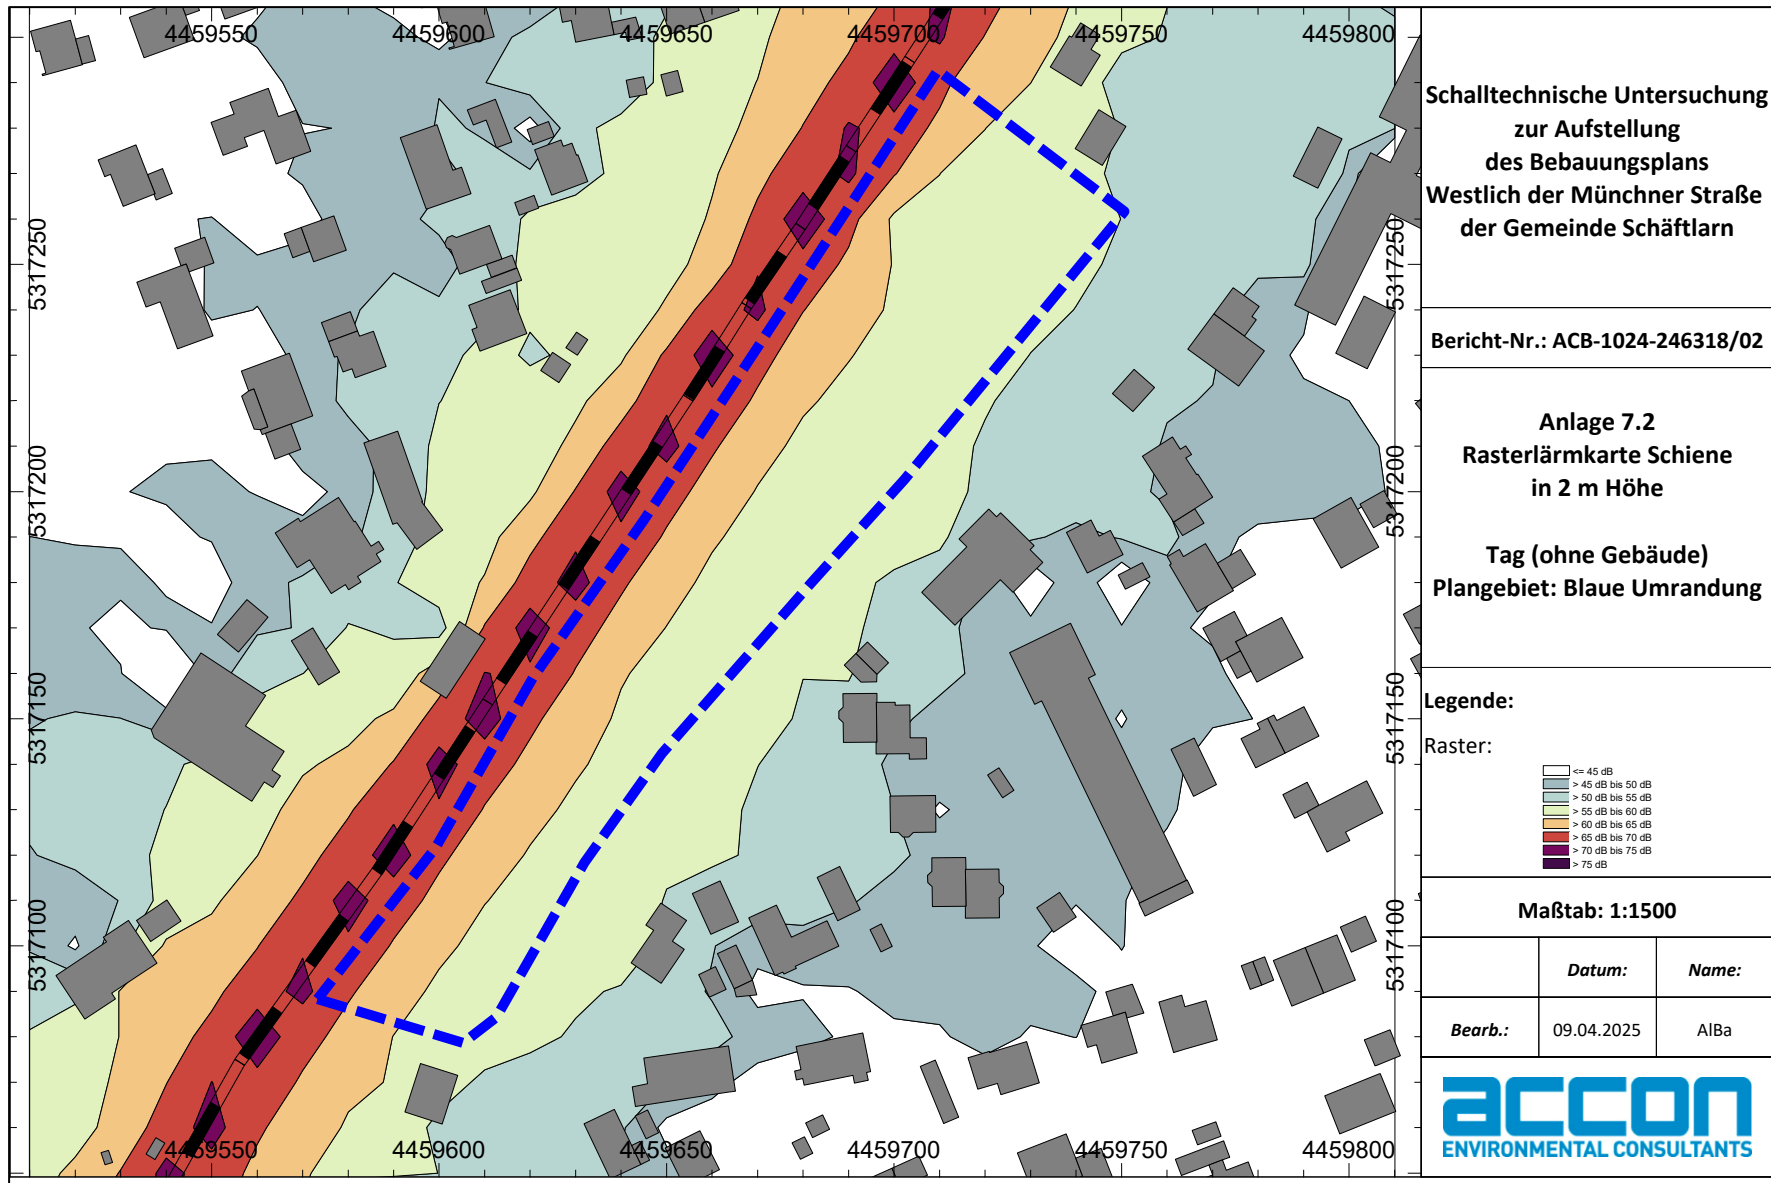 4459550
4459600
4459650
4459700
4459750
4459800
5317250
5317200
5317150
5317100
5317250
5317200
5317150
5317100
4459550
4459600
4459650
4459700
4459750
4459800
Schalltechnische Untersuchung
zur Aufstellung
des Bebauungsplans
Westlich der Münchner Straße
der Gemeinde Schäftlarn
Bericht-Nr.: ACB-1024-246318/02
Anlage 7.2
Rasterlärmkarte Schiene
in 2 m Höhe
Tag (ohne Gebäude)
Plangebiet: Blaue Umrandung
Legende:
Raster:
<= 45 dB
> 45 dB bis 50 dB
> 50 dB bis 55 dB
> 55 dB bis 60 dB
> 60 dB bis 65 dB
> 65 dB bis 70 dB
> 70 dB bis 75 dB
> 75 dB
Maßtab: 1:1500
Datum: Name:
Bearb.: 09.04.2025 AlBa
accon
ENVIRONMENTAL CONSULTANTS